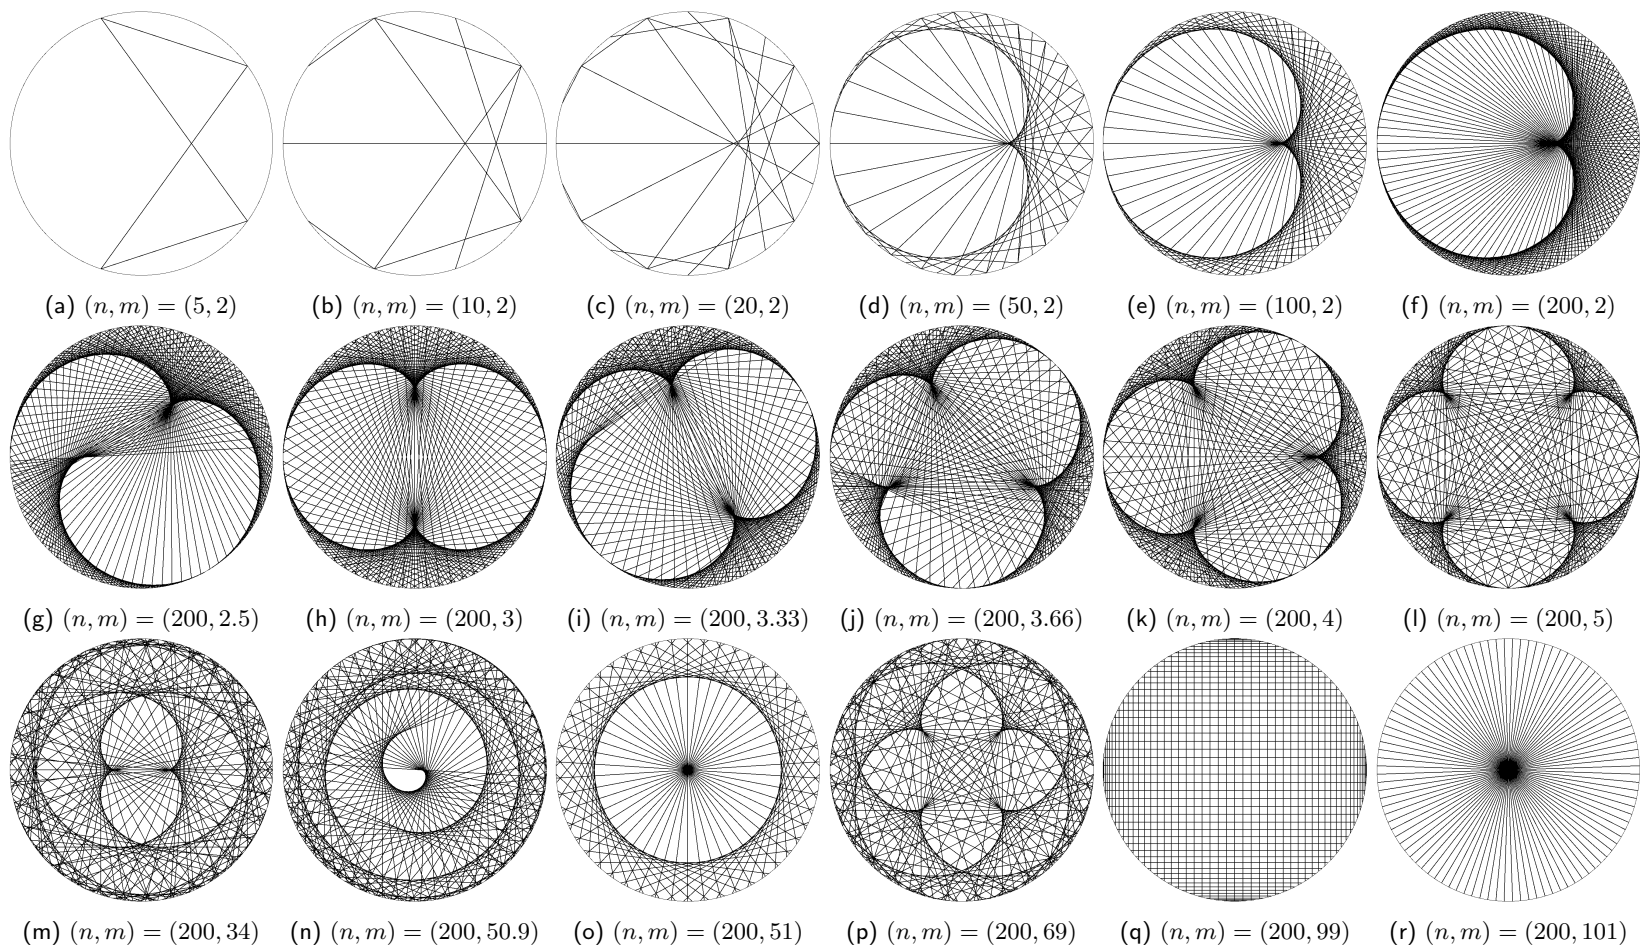 (a) (n, m) = (5, 2) (b) (n, m) = (10, 2) (c) (n, m) = (20, 2) (d) (n, m) = (50, 2) (e) (n, m) = (100, 2) (f) (n, m) = (200, 2)
(g) (n, m) = (200, 2.5) (h) (n, m) = (200, 3) (i) (n, m) = (200, 3.33) (j) (n, m) = (200, 3.66) (k) (n, m) = (200, 4) (l) (n, m) = (200, 5)
(m) (n, m) = (200, 34) (n) (n, m) = (200, 50.9) (o) (n, m) = (200, 51) (p) (n, m) = (200, 69) (q) (n, m) = (200, 99) (r) (n, m) = (200, 101)